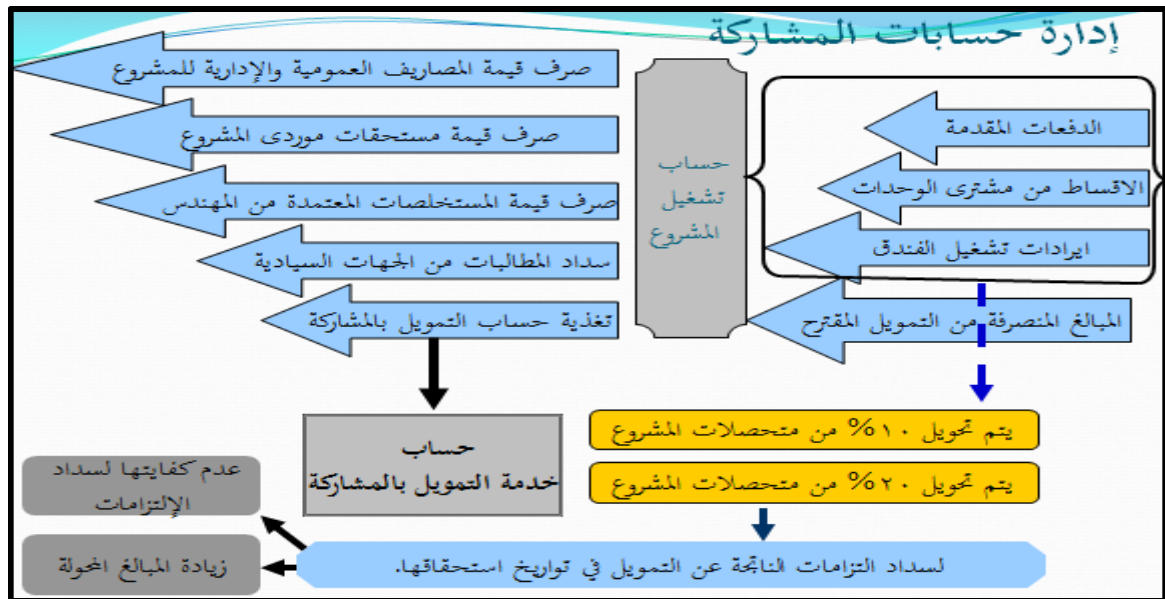 إدارة حسابات المشاركة
الدفعات المقدمة
الاقساط من مشترى الوحدات
ايرادات تشغيل الفندق
المبالغ المنصرفة من التمويل المقترح
حساب
تشغيل
المشروع
صرف قيمة المصاريف العمومية والإدارية للمشروع
صرف قيمة مستحقات موردى المشروع
صرف قيمة المستخلصات المعتمدة من المهندس
سداد المطالبات من الجهات السيادية
تغذية حساب التمويل بالمشاركة
يتم تحويل ١٠% من متحصلات المشروع
يتم تحويل ٢٠% من متحصلات المشروع
حساب
خدمة التمويل بالمشاركة
لسداد التزامات الناتجة عن التمويل في تواريخ استحقاقها.
عدم كفايتها لسداد
الإلتزامات
زيادة المبالغ المحولة